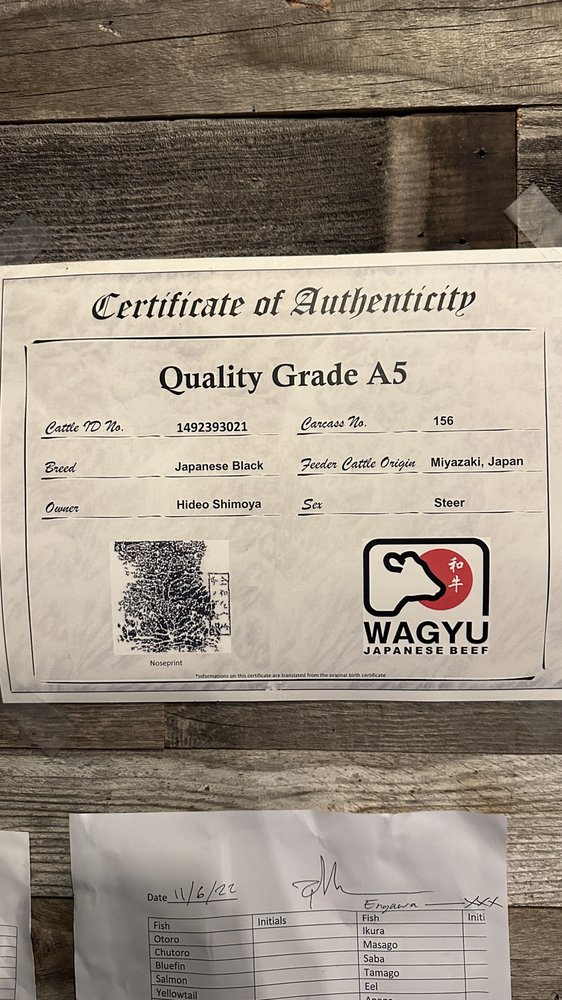 Certificate of Authenticity
Quality Grade A5
Cattle ID No. 1492393021 Carcass No. 156
Breed Japanese Black Feeder Cattle Origin Miyazaki, Japan
Owner Hideo Shimoya Sex Steer
和牛
WAGYU
JAPANESE BEEF
Noseprint
*Informations on this certificate are translated from the original birth certificate
Date 11/6/22
Engawa XXX
Fish Initials Fish Initi
Otoro Ikura
Chutoro Masago
Bluefin Saba
Salmon Tamago
Yellowtail Eel